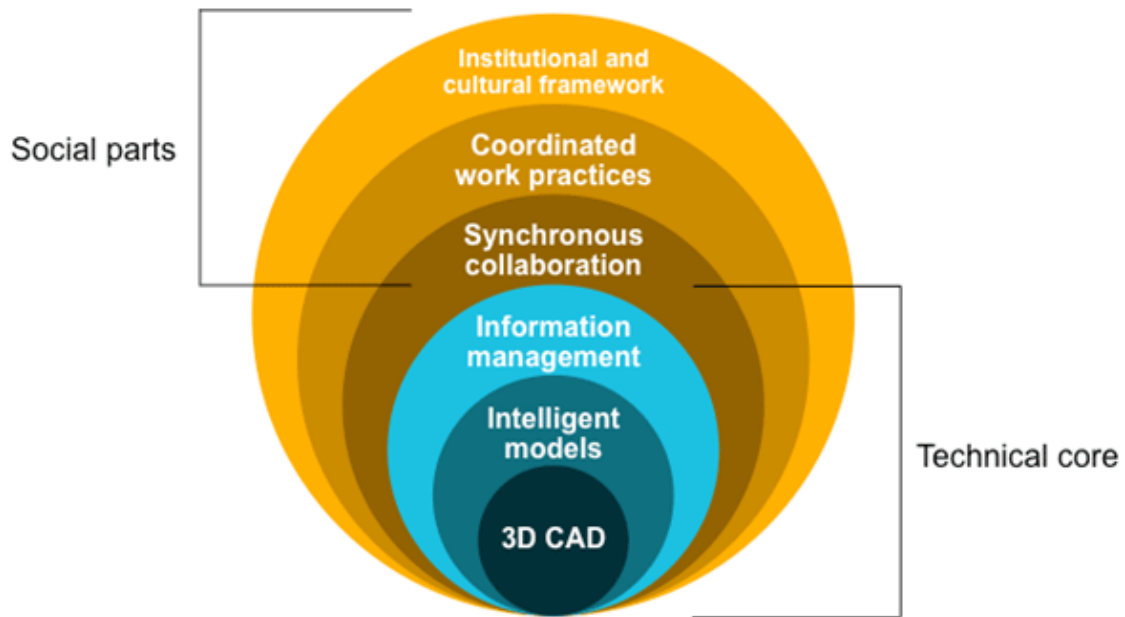 Institutional and
cultural framework
Social parts
Coordinated
work practices
Synchronous
collaboration
Information
management
Intelligent
models
Technical core
3D CAD